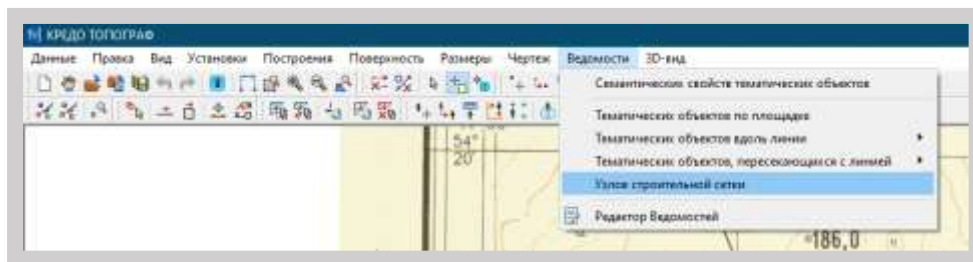 КРЕДО ТОПОГРАФ
Данные Правка Вид Установки Построения Поверхность Размеры Чертеж Ведомости 3D-вид
Семантических свойств тематических объектов
Тематических объектов по площадке
Тематических объектов вдоль линии
Тематических объектов, пересекающихся с линией
Узлов строительной сетки
Редактор Ведомостей
54°
20'
186,0